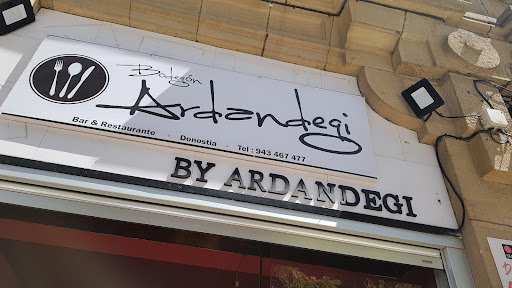 Bodegón
Ardandegi
Bar & Restaurante - Donostia - Tel : 943 467 477
BY ARDANDEGI